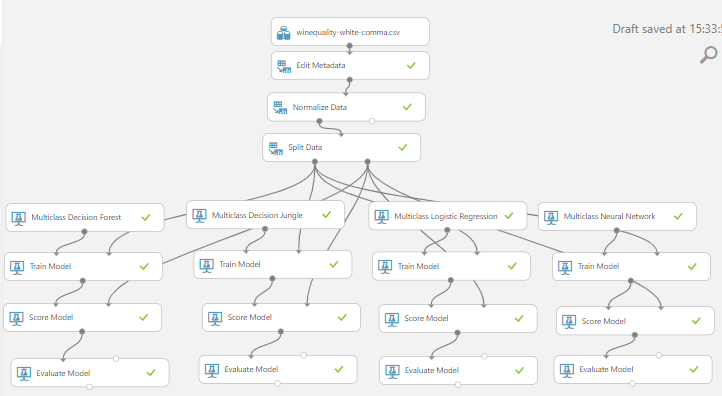 winequality-white-comma.csv
Draft saved at 15:33:5
Edit Metadata
Normalize Data
Split Data
Multiclass Decision Forest
Multiclass Decision Jungle
Multiclass Logistic Regression
Multiclass Neural Network
Train Model
Train Model
Train Model
Train Model
Score Model
Score Model
Score Model
Score Model
Evaluate Model
Evaluate Model
Evaluate Model
Evaluate Model